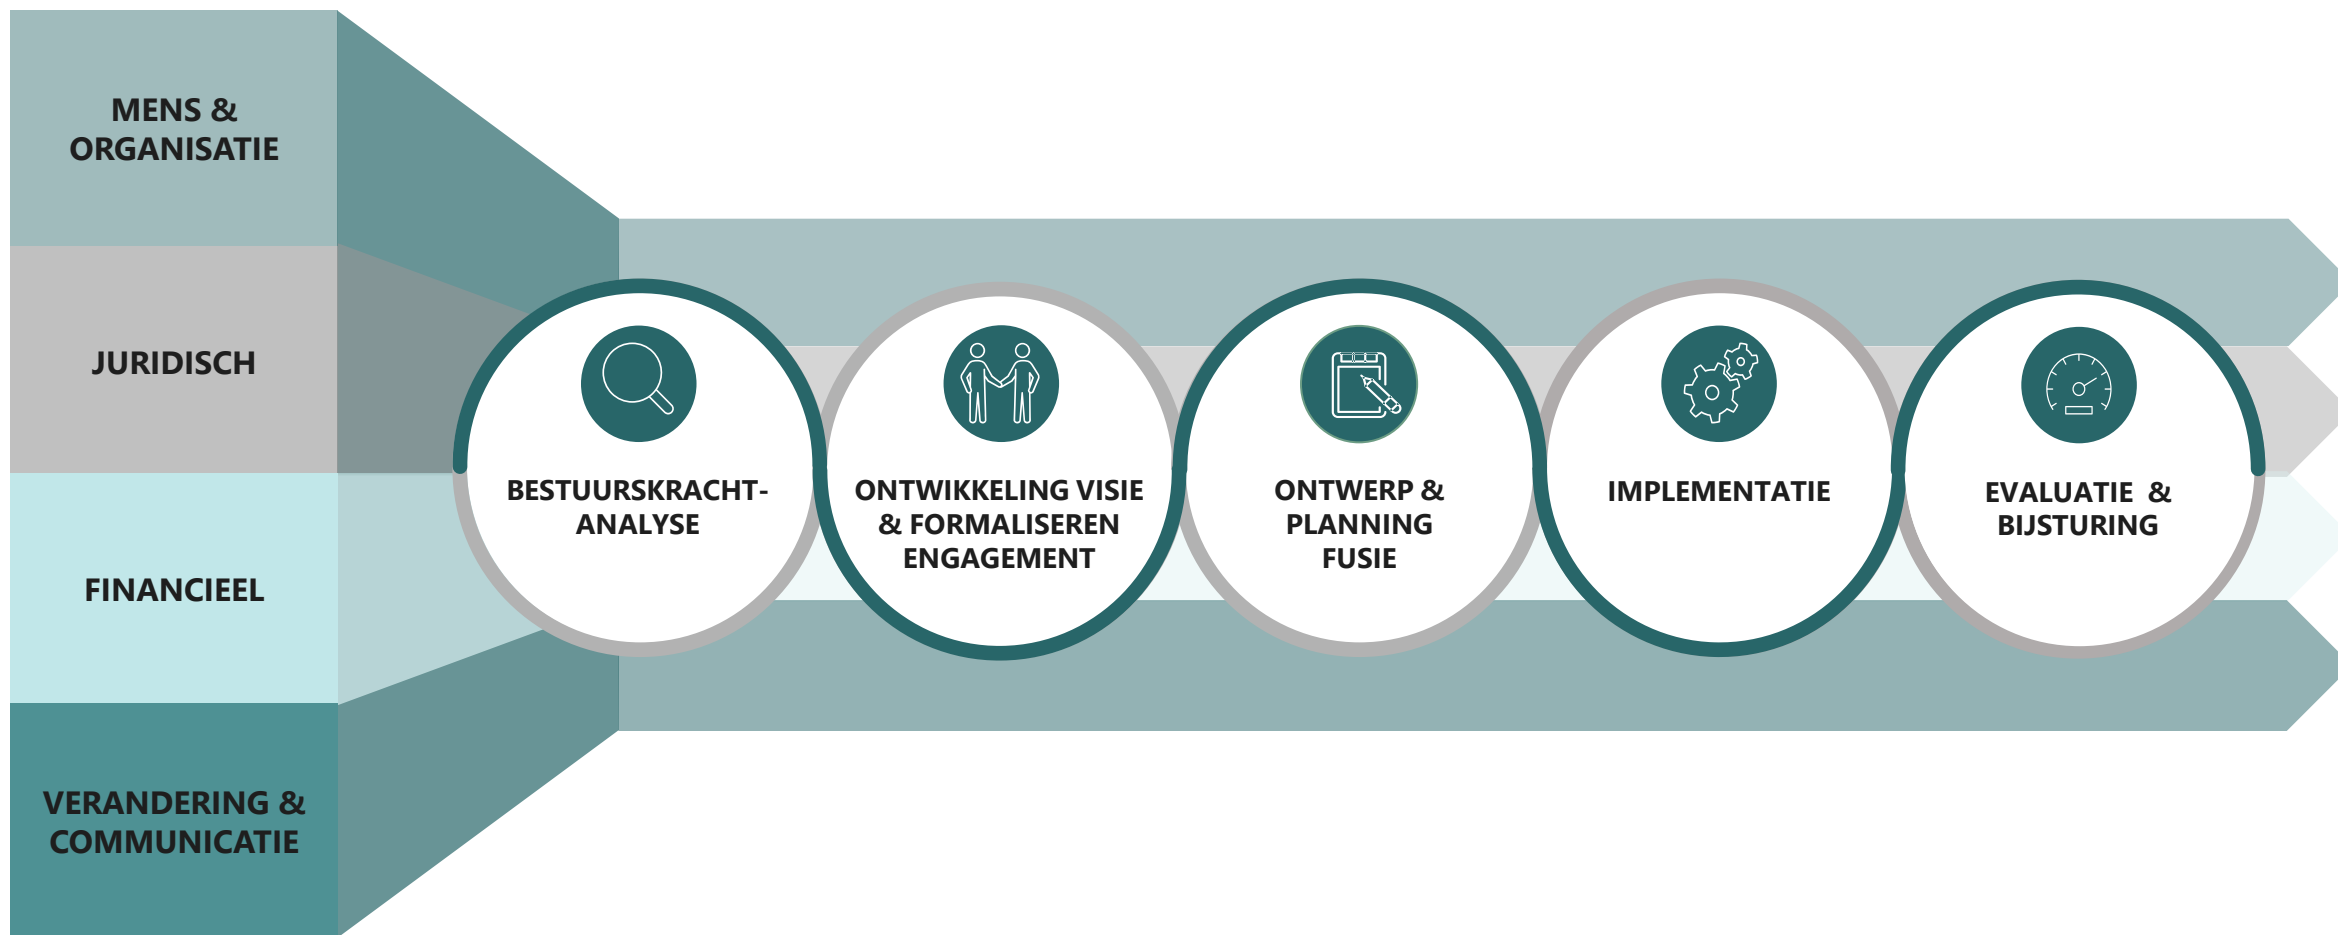 MENS &
ORGANISATIE
JURIDISCH
FINANCIEEL
VERANDERING &
COMMUNICATIE
BESTUURSKRACHT-
ANALYSE
ONTWIKKELING VISIE
& FORMALISEREN
ENGAGEMENT
ONTWERP &
PLANNING
FUSIE
IMPLEMENTATIE
EVALUATIE &
BIJSTURING